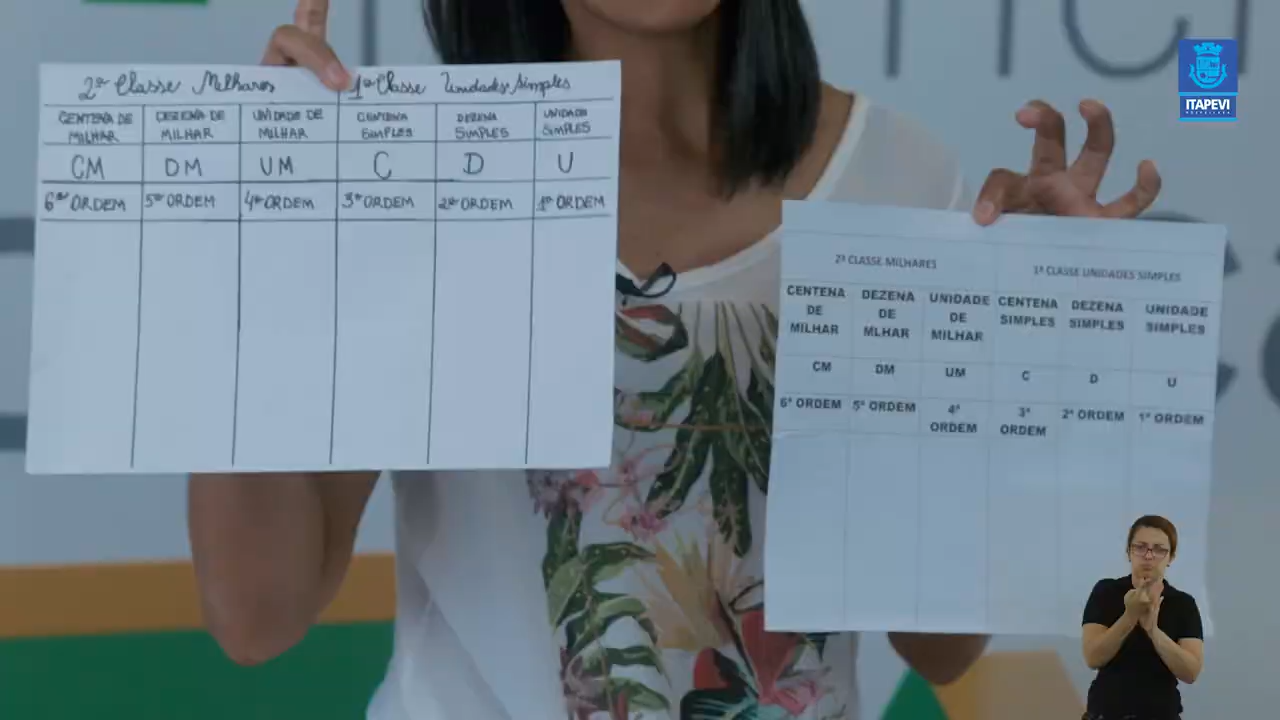 2ª Classe Milhares 1ª Classe Unidades Simples
CENTENA DE MILHAR DEZENA DE MILHAR UNIDADE DE MILHAR CENTENA SIMPLES DEZENA SIMPLES UNIDADE SIMPLES
CM DM UM C D U
6ª ORDEM 5ª ORDEM 4ª ORDEM 3ª ORDEM 2ª ORDEM 1ª ORDEM
2ª CLASSE MILHARES 1ª CLASSE UNIDADES SIMPLES
CENTENA DE MILHAR DEZENA DE MLHAR UNIDADE DE MILHAR CENTENA SIMPLES DEZENA SIMPLES UNIDADE SIMPLES
CM DM UM C D U
6ª ORDEM 5ª ORDEM 4ª ORDEM 3ª ORDEM 2ª ORDEM 1ª ORDEM
ITAPEVI